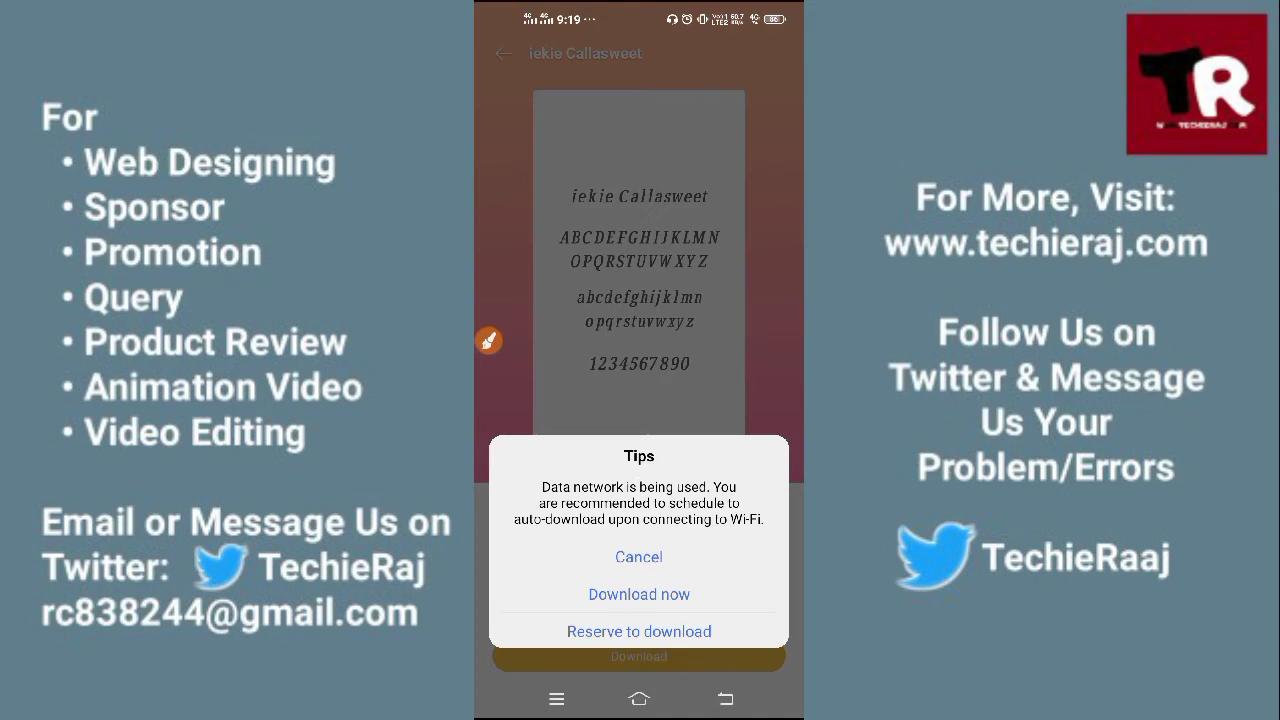 For
• Web Designing
• Sponsor
• Promotion
• Query
• Product Review
• Animation Video
• Video Editing
Email or Message Us on
Twitter: TechieRaj
rc838244@gmail.com
9:19 ...
4G
86
iekie Callasweet
iekie Callasweet
ABCDEFGHIJKLMN
OPQRSTUVWXYZ
abcdefghijklmn
opqrstuvwxyz
1234567890
Tips
Data network is being used. You
are recommended to schedule to
auto-download upon connecting to Wi-Fi.
Cancel
Download now
Reserve to download
Download
TR
For More, Visit:
www.techieraj.com
Follow Us on
Twitter & Message
Us Your
Problem/Errors
TechieRaaj